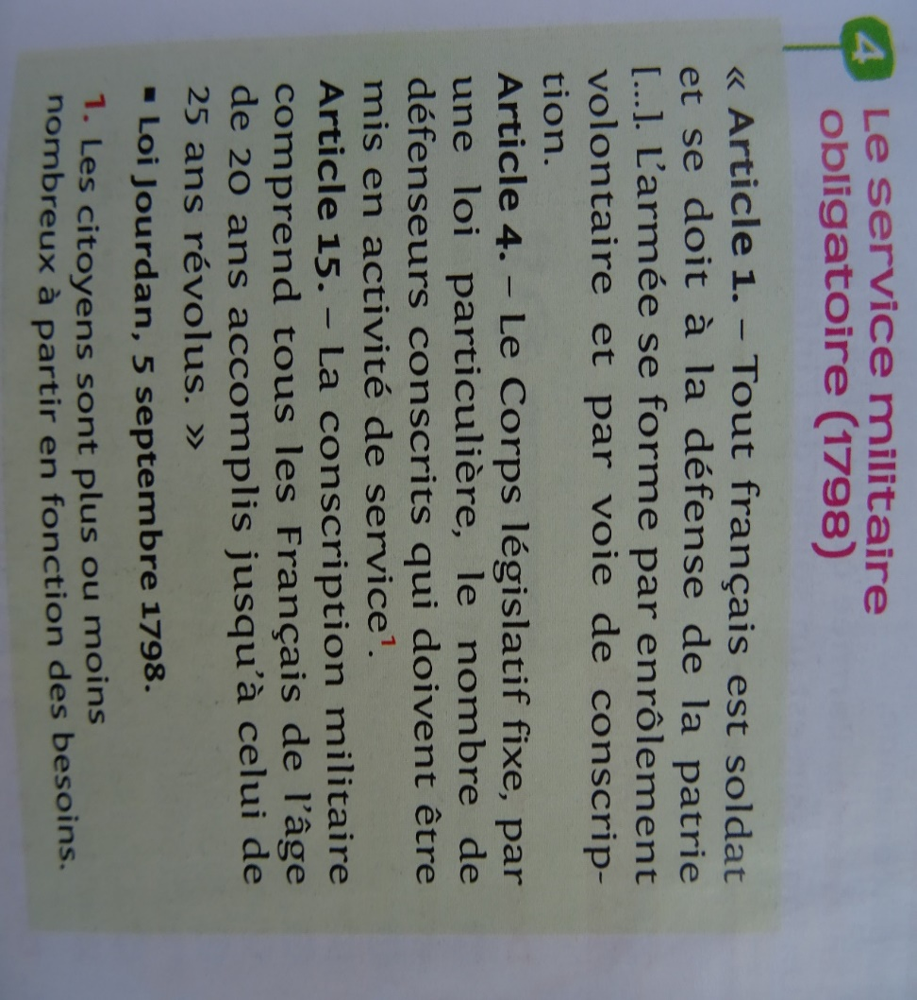 4 Le service militaire
obligatoire (1798)
« Article 1. – Tout français est soldat
et se doit à la défense de la patrie
[...]. L'armée se forme par enrôlement
volontaire et par voie de conscrip-
tion.
Article 4. – Le Corps législatif fixe, par
une loi particulière, le nombre de
défenseurs conscrits qui doivent être
mis en activité de service¹.
Article 15. – La conscription militaire
comprend tous les Français de l'âge
de 20 ans accomplis jusqu'à celui de
25 ans révolus. »
▪ Loi Jourdan, 5 septembre 1798.
1. Les citoyens sont plus ou moins
nombreux à partir en fonction des besoins.